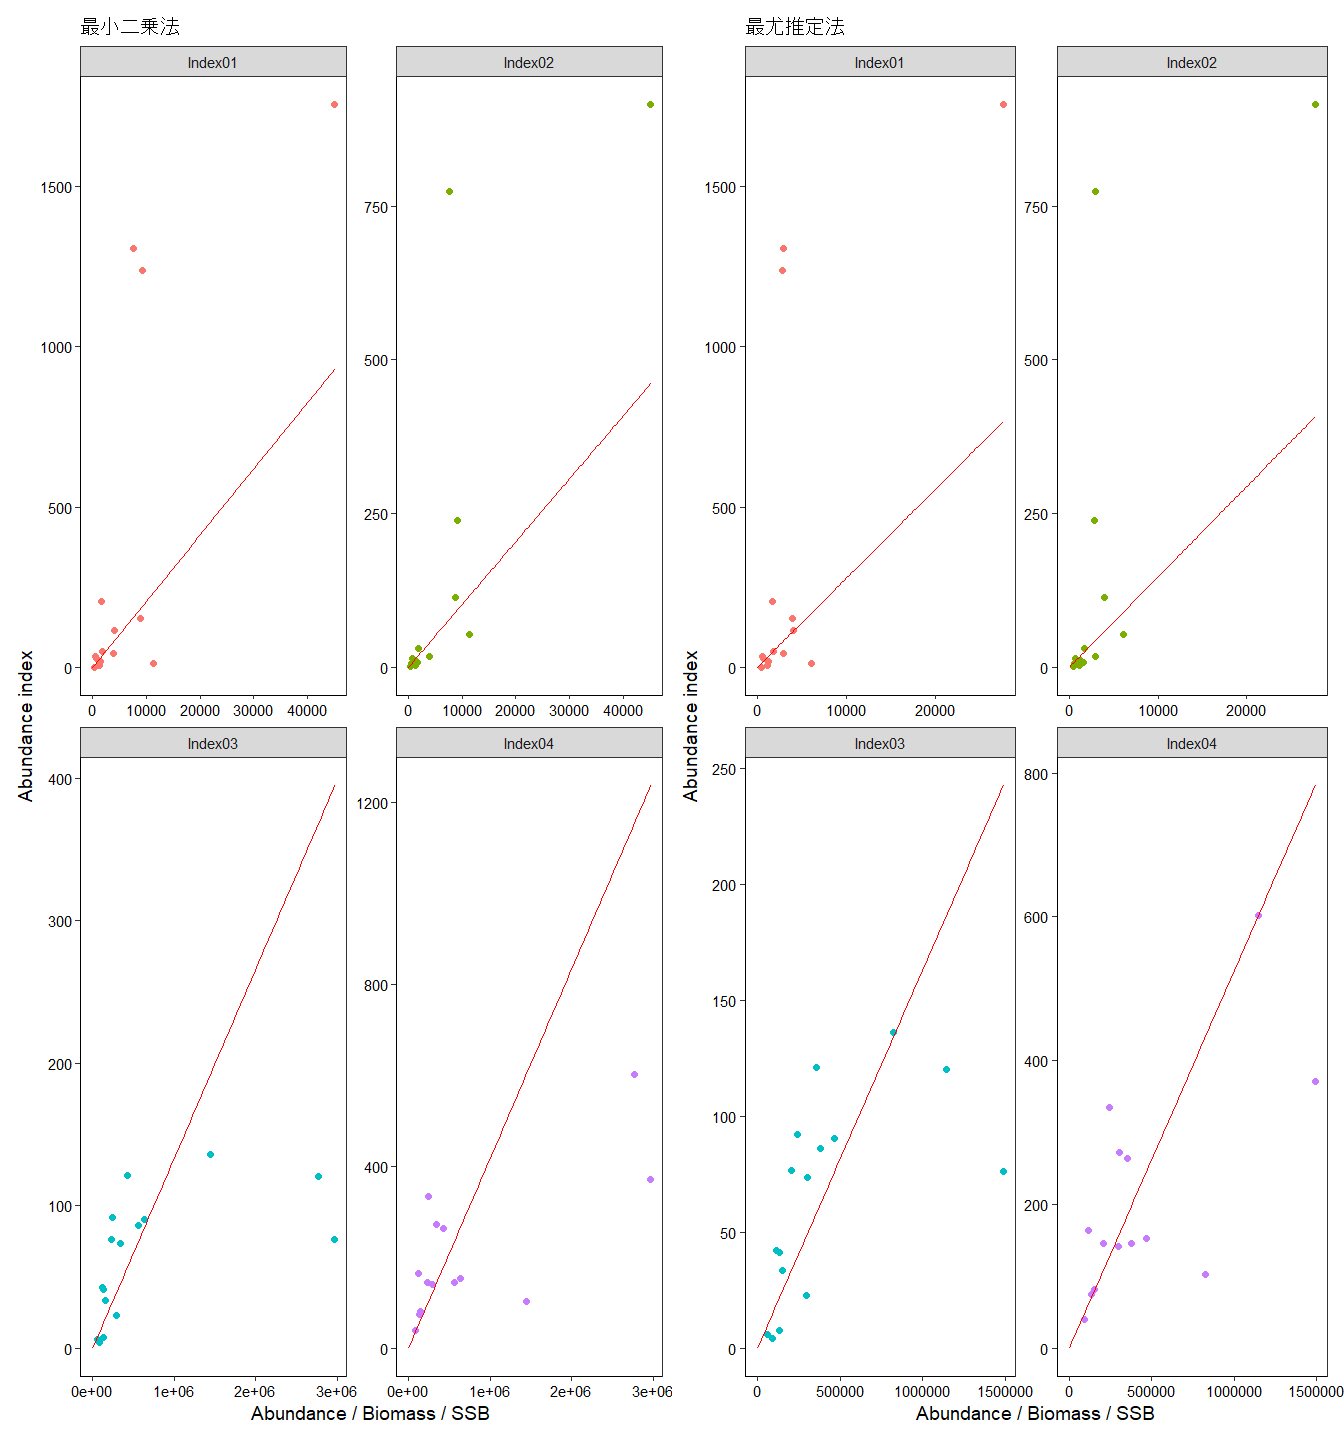 最小二乗法
最尤推定法
Index01
Index02
Index01
Index02
1500
1000
500
0
750
500
250
0
1500
1000
500
0
750
500
250
0
0 10000 20000 30000 40000
0 10000 20000 30000 40000
0 10000 20000
0 10000 20000
Index03
Index04
Index03
Index04
400
300
200
100
0
1200
800
400
0
250
200
150
100
50
0
800
600
400
200
0
0e+00 1e+06 2e+06 3e+06
0e+00 1e+06 2e+06 3e+06
0 500000 1000000 1500000
0 500000 1000000 1500000
Abundance index
Abundance index
Abundance / Biomass / SSB
Abundance / Biomass / SSB